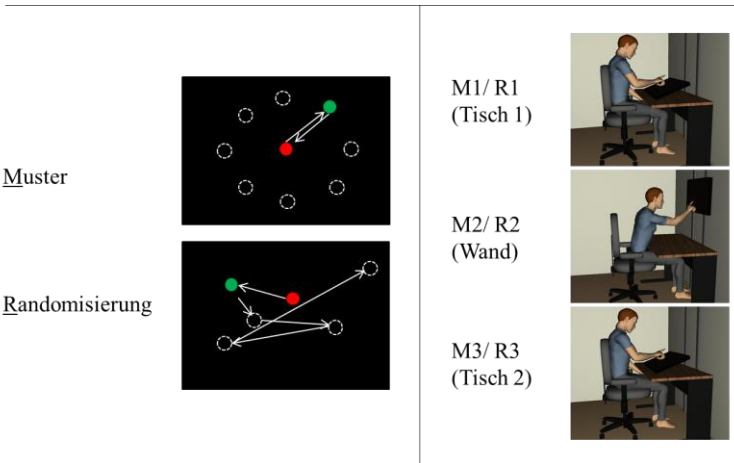 Muster
Randomisierung
M1/ R1
(Tisch 1)
M2/ R2
(Wand)
M3/ R3
(Tisch 2)